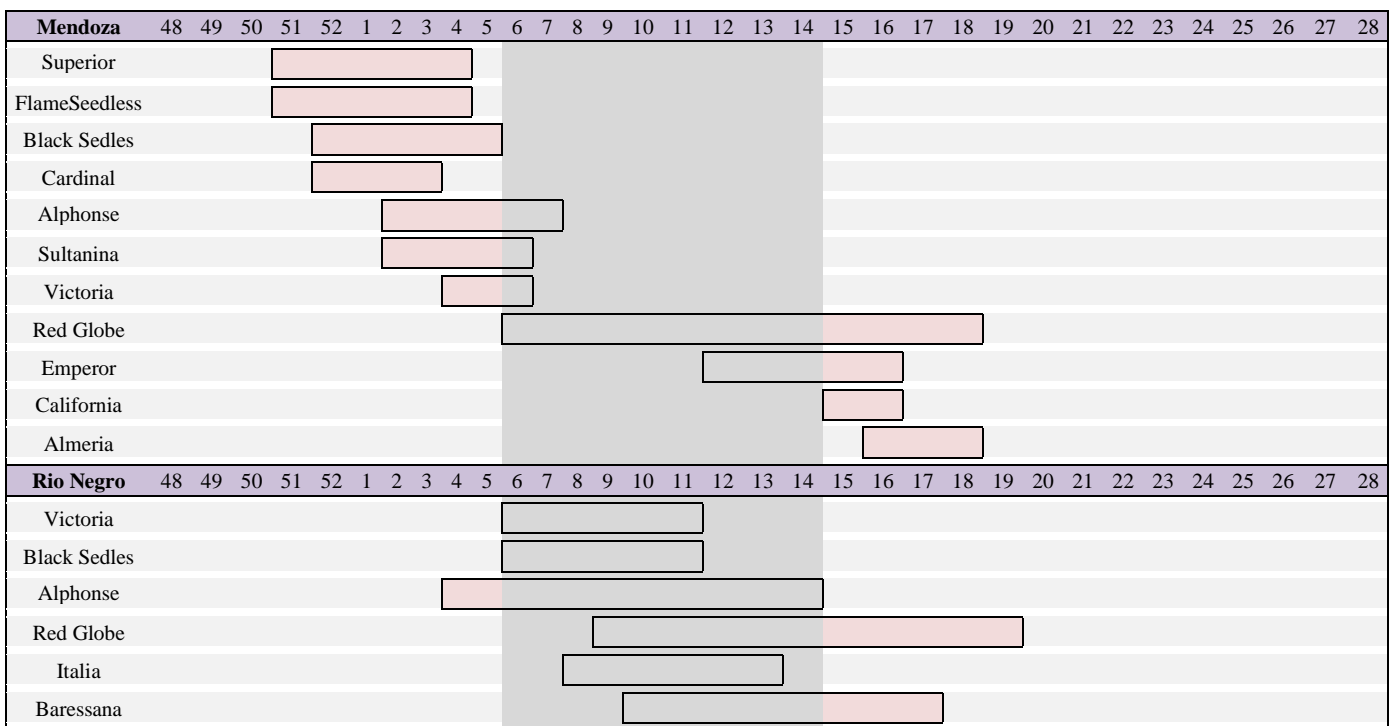 Mendoza 48 49 50 51 52 1 2 3 4 5 6 7 8 9 10 11 12 13 14 15 16 17 18 19 20 21 22 23 24 25 26 27 28
Superior
FlameSeedless
Black Sedles
Cardinal
Alphonse
Sultanina
Victoria
Red Globe
Emperor
California
Almeria
Rio Negro 48 49 50 51 52 1 2 3 4 5 6 7 8 9 10 11 12 13 14 15 16 17 18 19 20 21 22 23 24 25 26 27 28
Victoria
Black Sedles
Alphonse
Red Globe
Italia
Baressana